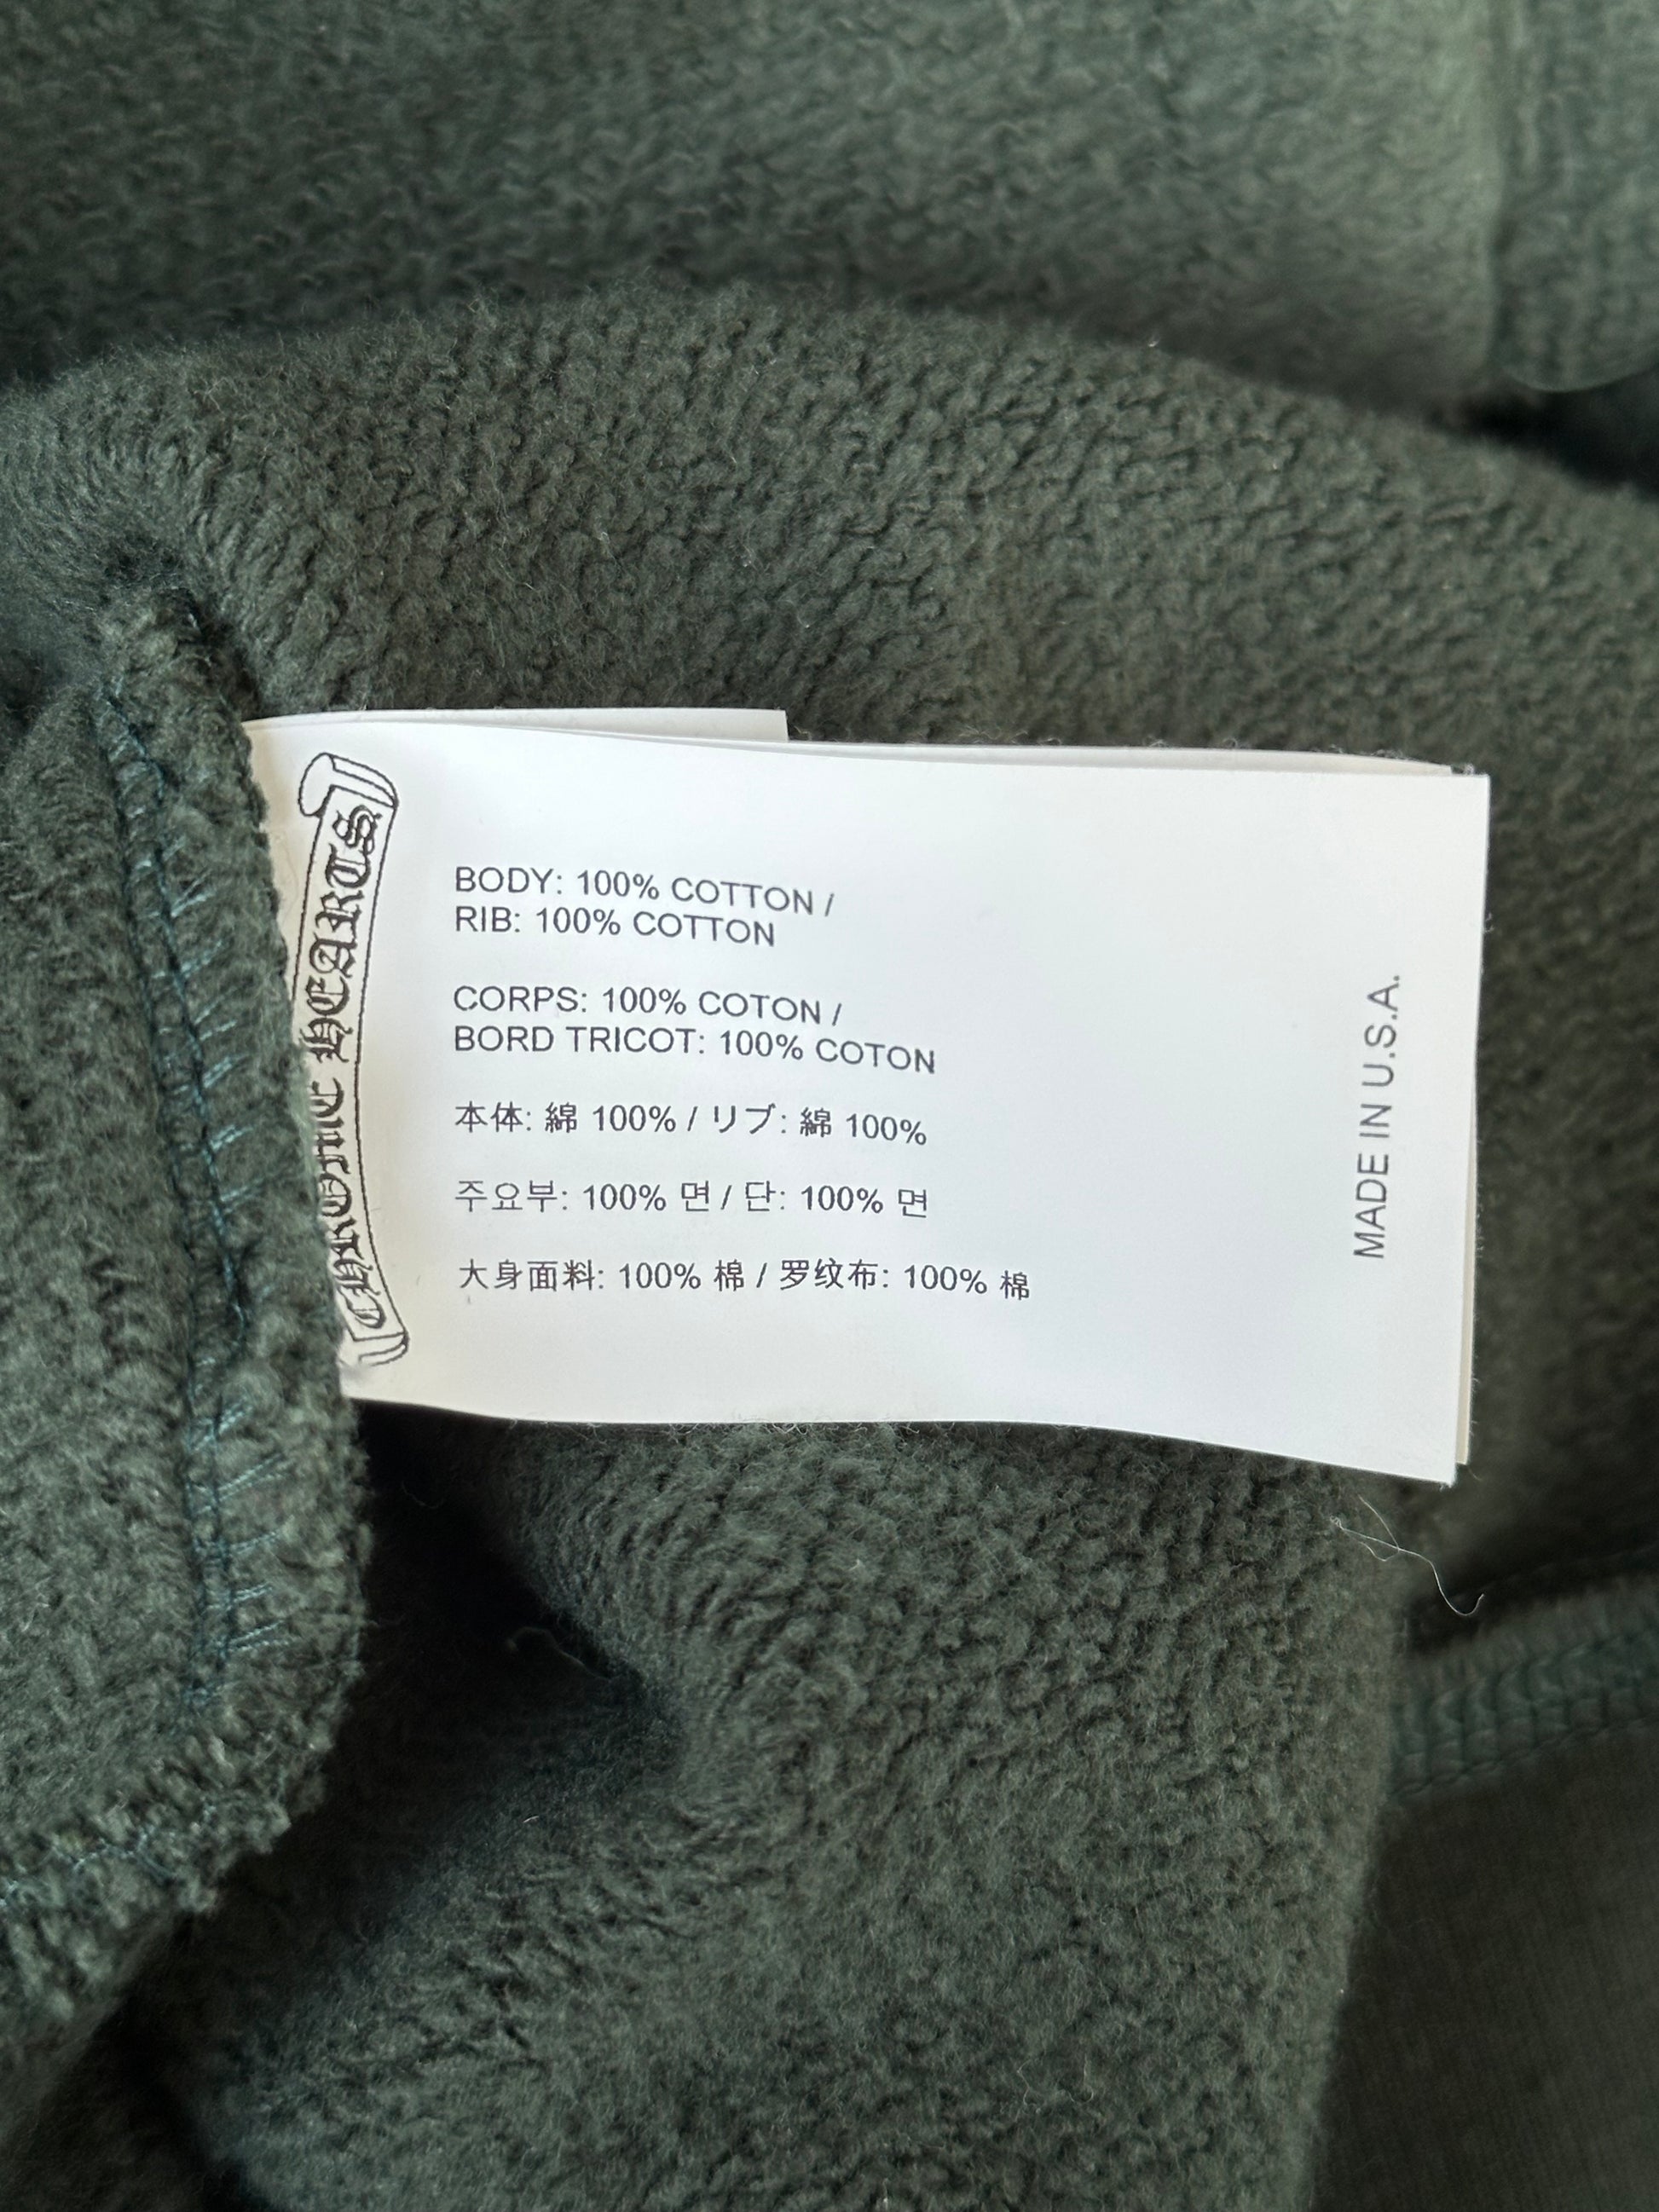 CHROME HEARTS
BODY: 100% COTTON /
RIB: 100% COTTON
CORPS: 100% COTON /
BORD TRICOT: 100% COTON
本体: 綿 100% / リブ: 綿 100%
주요부: 100% 면 / 단: 100% 면
大身面料: 100% 棉 / 罗纹布: 100% 棉
MADE IN U.S.A.